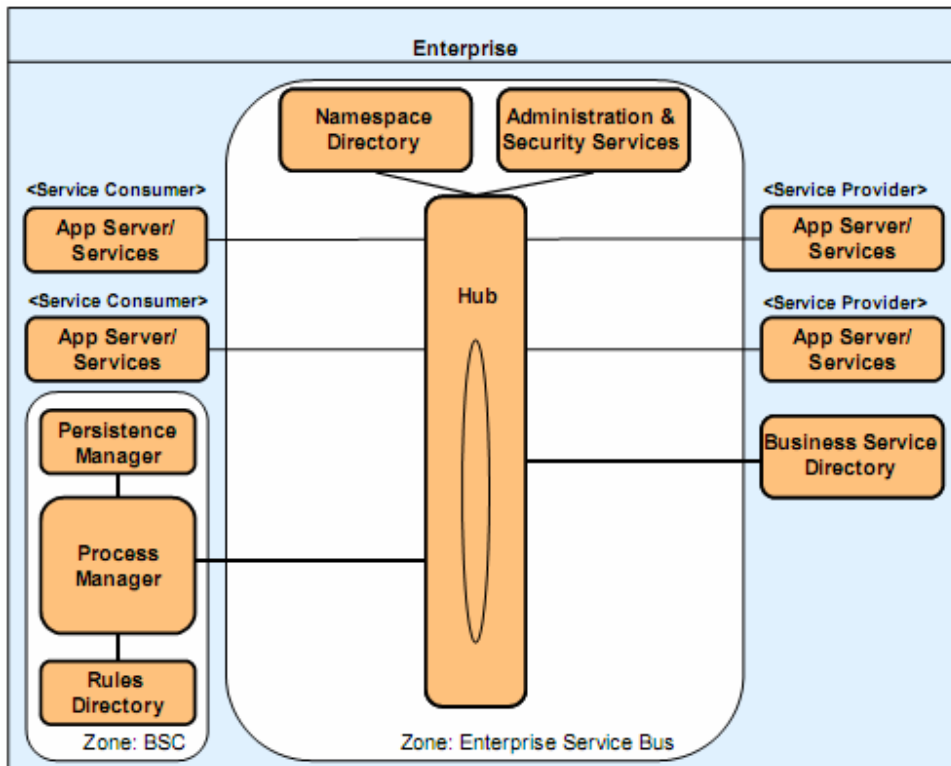 Enterprise
Namespace
Directory
Administration &
Security Services
<Service Consumer>
App Server/
Services
<Service Consumer>
App Server/
Services
Persistence
Manager
Process
Manager
Rules
Directory
Zone: BSC
Hub
Zone: Enterprise Service Bus
<Service Provider>
App Server/
Services
<Service Provider>
App Server/
Services
Business Service
Directory